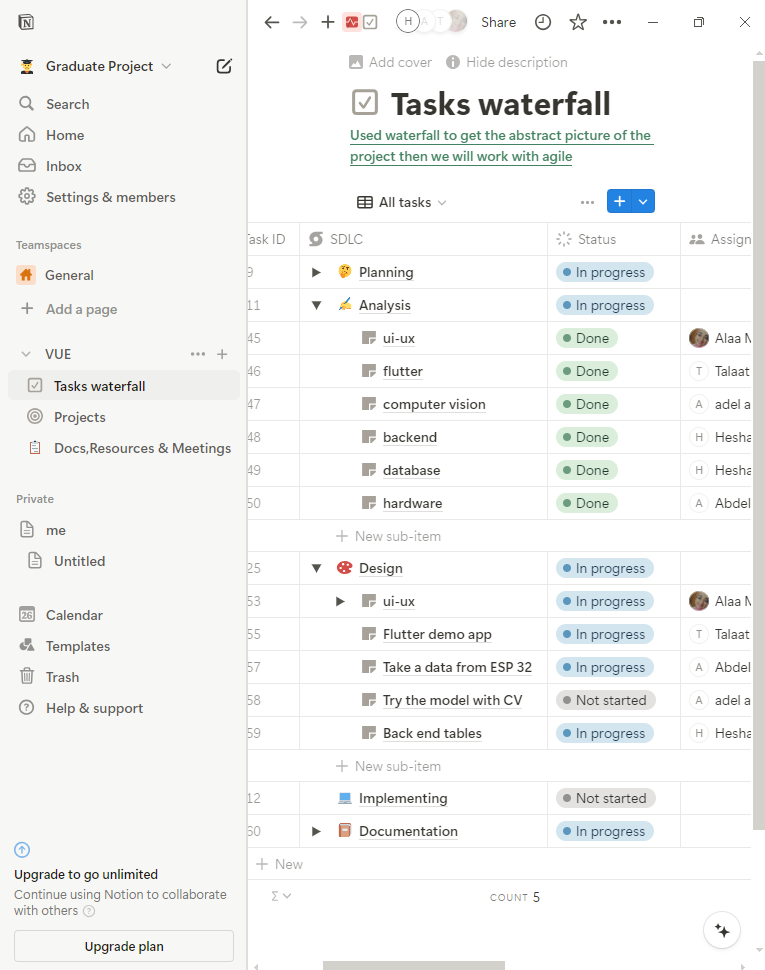 H A T
Share
Graduate Project
Search
Home
Inbox
Settings & members
Teamspaces
General
Add a page
VUE
Tasks waterfall
Projects
Docs,Resources & Meetings
Private
me
Untitled
26 Calendar
Templates
Trash
Help & support
Upgrade to go unlimited
Continue using Notion to collaborate
with others
Upgrade plan
Add cover Hide description
Tasks waterfall
Used waterfall to get the abstract picture of the
project then we will work with agile
All tasks
Task ID SDLC Status Assign
9 Planning In progress
11 Analysis In progress
45 ui-ux Done Alaa M
46 flutter Done T Talaat
47 computer vision Done A adel a
48 backend Done H Hesha
49 database Done H Hesha
50 hardware Done A Abdel
New sub-item
25 Design In progress
53 ui-ux In progress Alaa M
55 Flutter demo app In progress T Talaat
57 Take a data from ESP 32 In progress A Abdel
58 Try the model with CV Not started A adel a
59 Back end tables In progress H Hesha
New sub-item
12 Implementing Not started
60 Documentation In progress
New
Σ COUNT 5